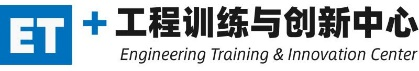 ET + 工程训练与创新中心
Engineering Training & Innovation Center